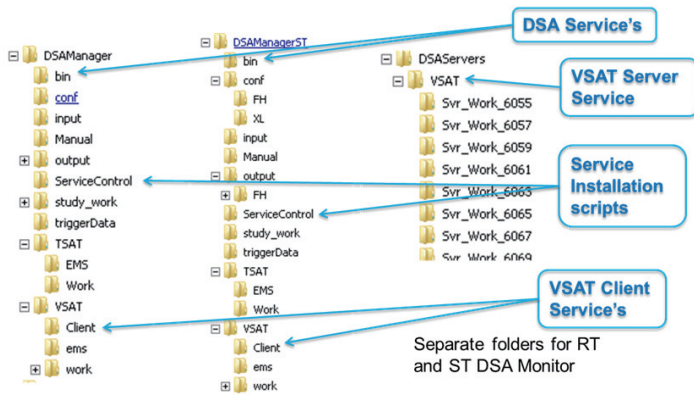 DSAManager
bin
conf
input
Manual
output
ServiceControl
study_work
triggerData
TSAT
EMS
Work
VSAT
Client
ems
work
DSAManagerST
bin
conf
FH
XL
input
Manual
output
FH
ServiceControl
study_work
triggerData
TSAT
EMS
Work
VSAT
Client
ems
work
DSAServers
VSAT
Svr_Work_6055
Svr_Work_6057
Svr_Work_6059
Svr_Work_6061
Svr_Work_6063
Svr_Work_6065
Svr_Work_6067
Svr_Work_6069
DSA Service's
VSAT Server
Service
Service
Installation
scripts
VSAT Client
Service's
Separate folders for RT
and ST DSA Monitor